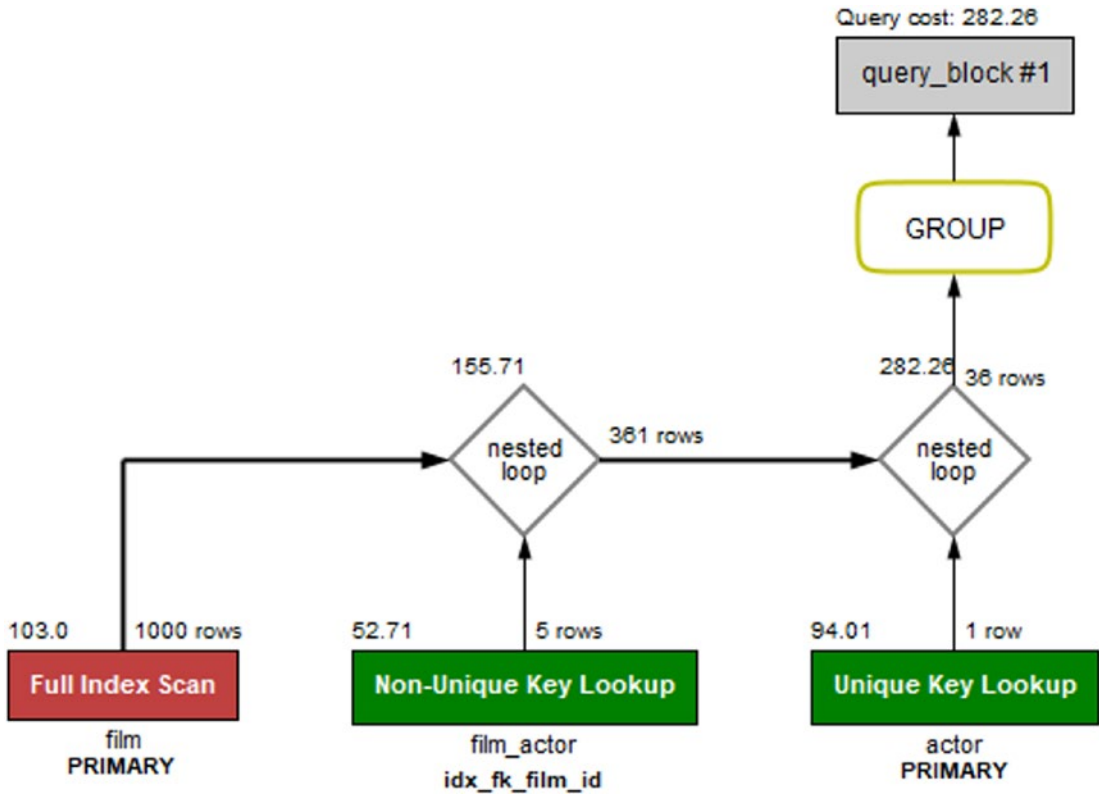 Query cost: 282.26
query_block #1
GROUP
155.71
282.26
36 rows
nested
loop
361 rows
nested
loop
103.0
1000 rows
52.71
5 rows
94.01
1 row
Full Index Scan
Non-Unique Key Lookup
Unique Key Lookup
film
PRIMARY
film_actor
idx_fk_film_id
actor
PRIMARY